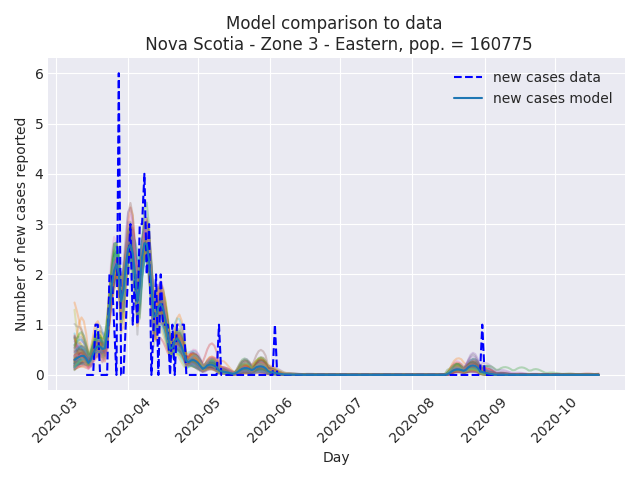 Model comparison to data
Nova Scotia - Zone 3 - Eastern, pop. = 160775
Number of new cases reported
6
5
4
3
2
1
0
new cases data
new cases model
2020-03
2020-04
2020-05
2020-06
2020-07
2020-08
2020-09
2020-10
Day